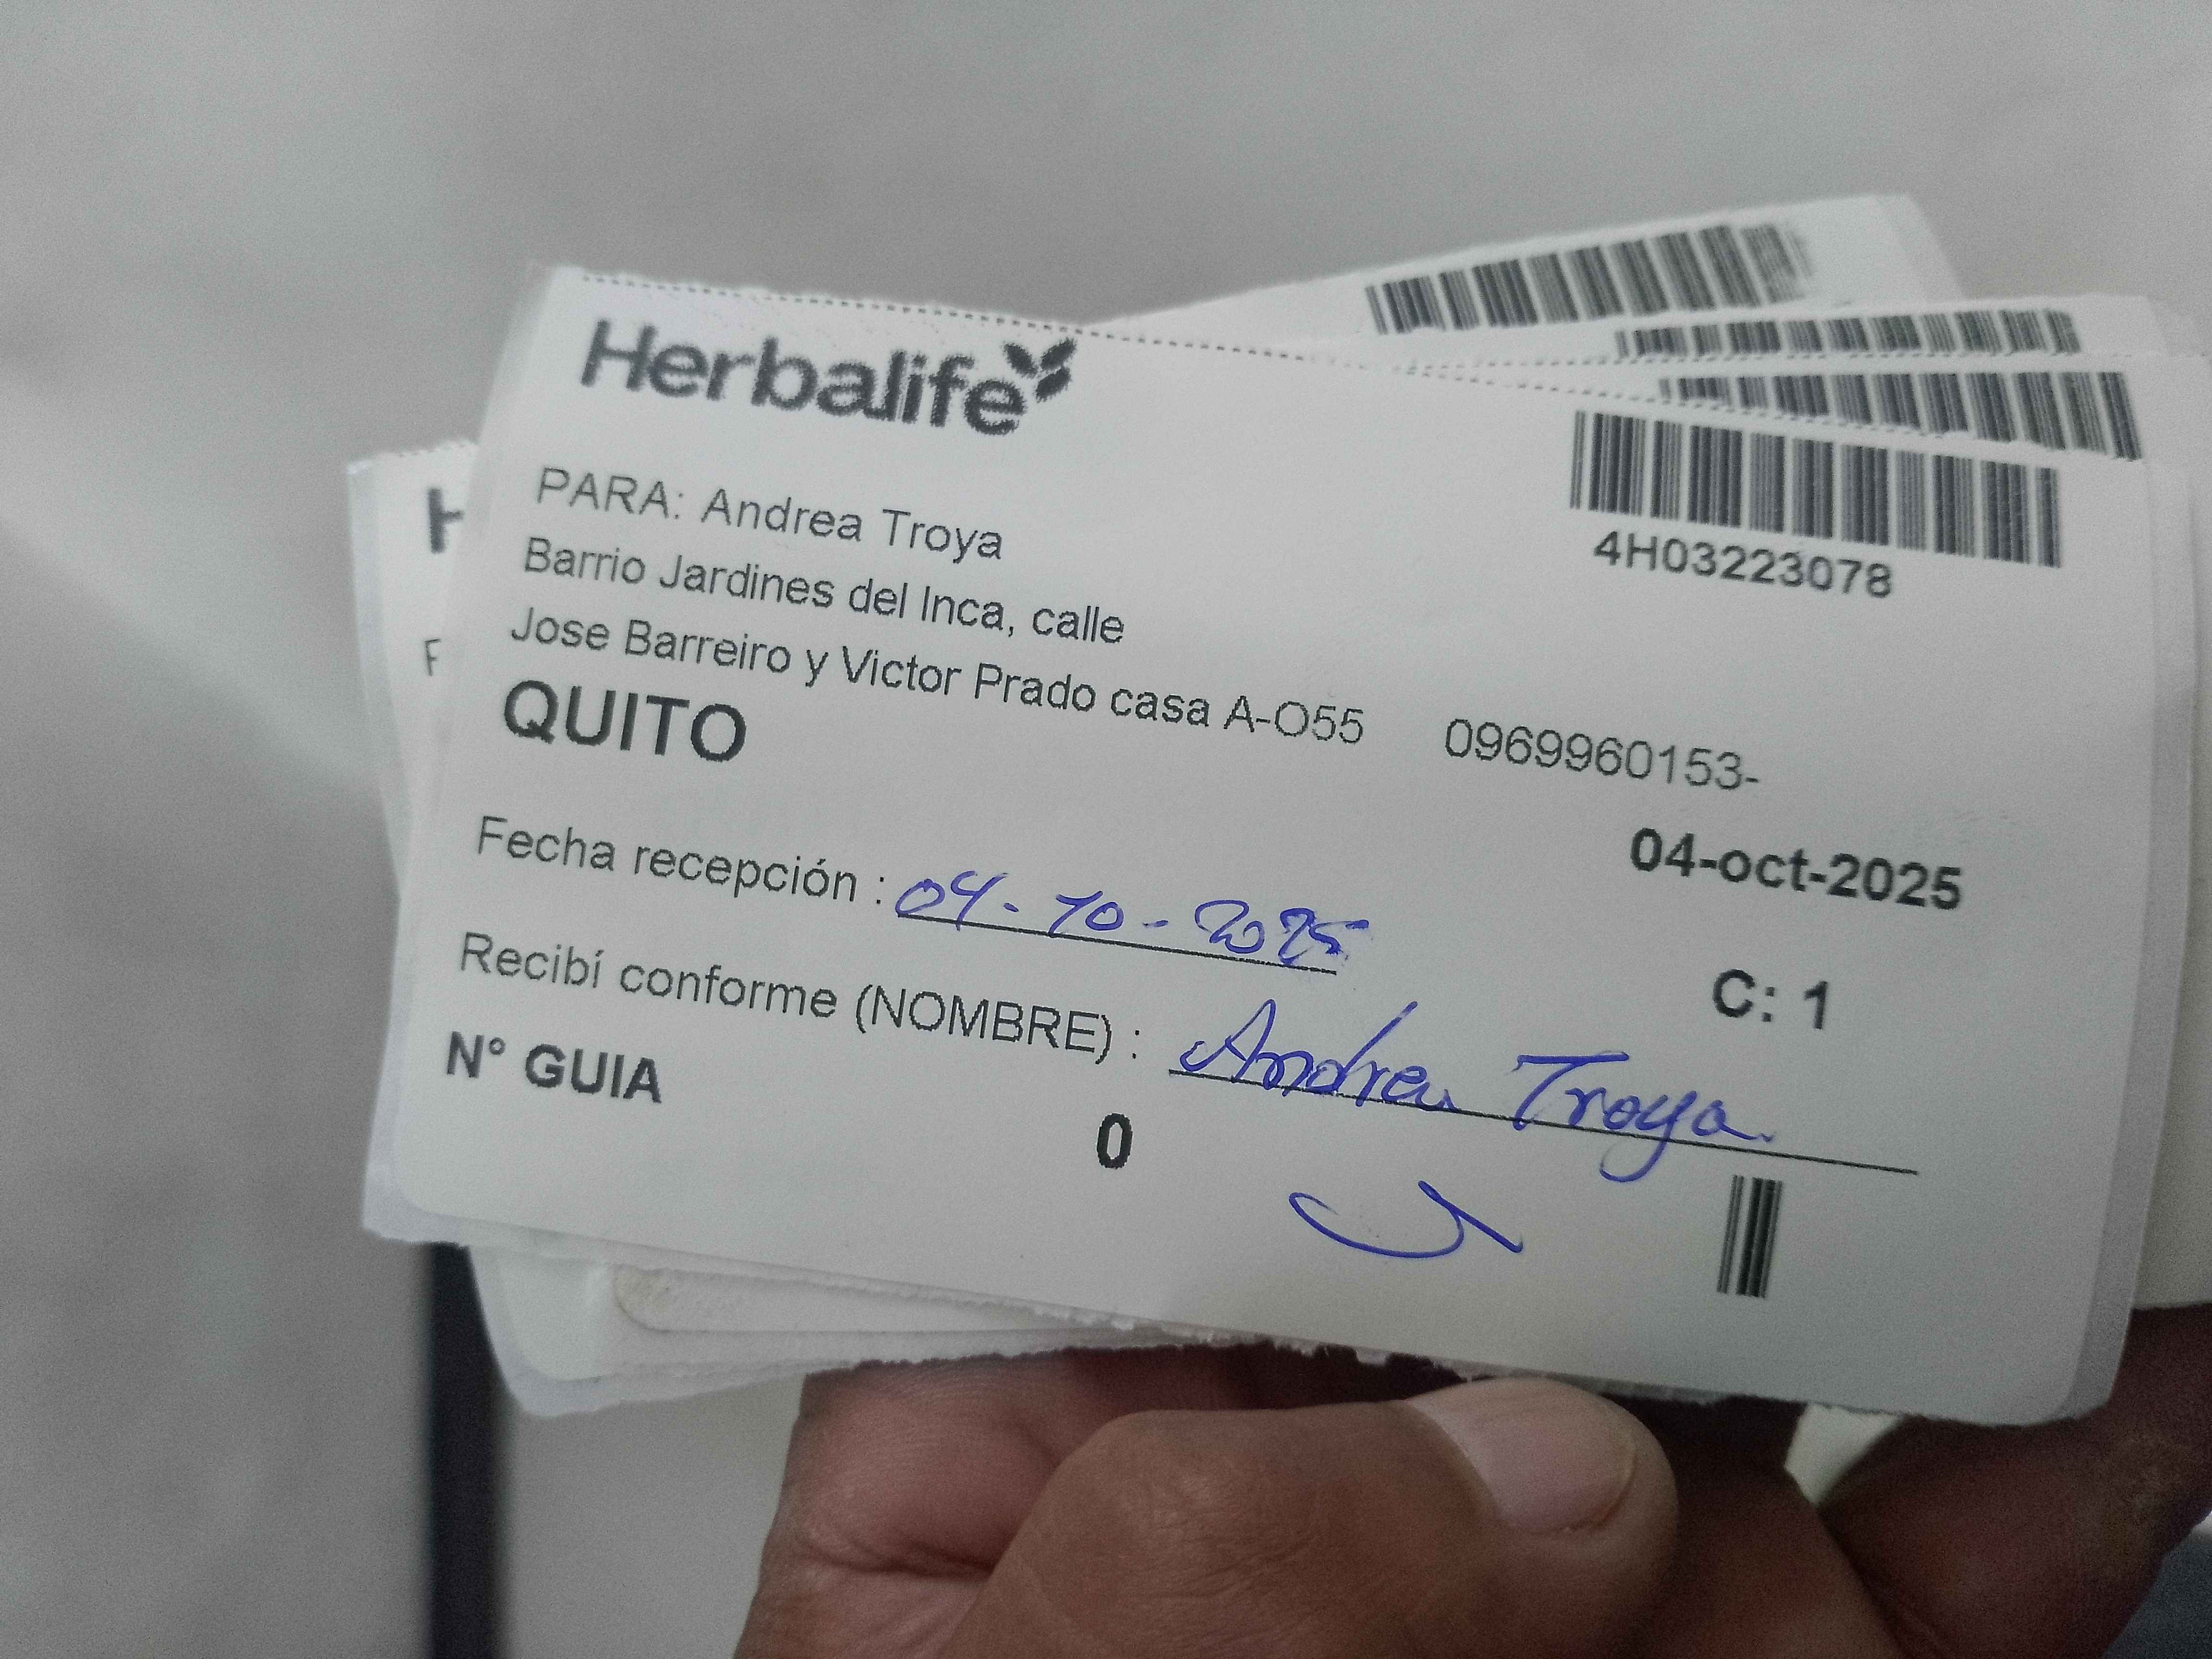 Herbalife
4H03223078
PARA: Andrea Troya
Barrio Jardines del Inca, calle
Jose Barreiro y Victor Prado casa A-O55 0969960153-
QUITO
04-oct-2025
Fecha recepción : 04-10-2025
C: 1
Recibí conforme (NOMBRE) : Andrea Troya
N° GUIA
0
H
F